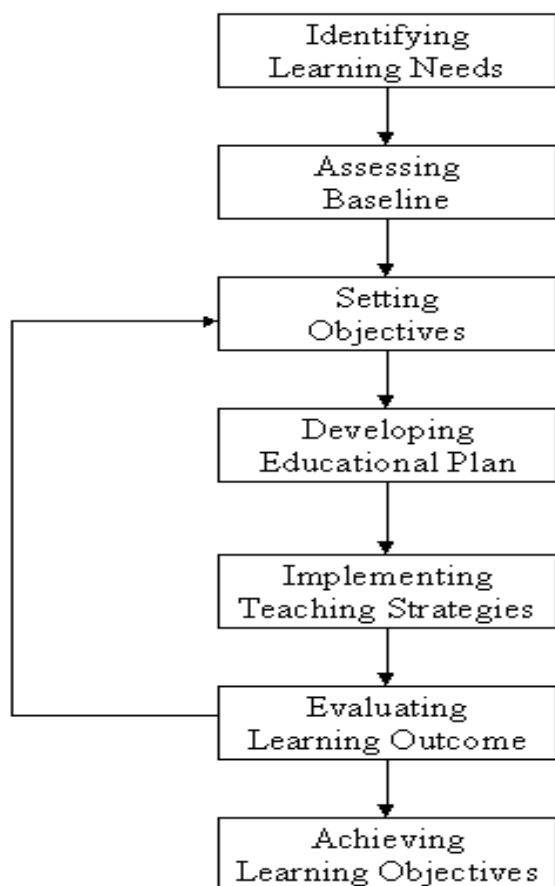 Identifying
Learning Needs
Assessing
Baseline
Setting
Objectives
Developing
Educational Plan
Implementing
Teaching Strategies
Evaluating
Learning Outcome
Achieving
Learning Objectives